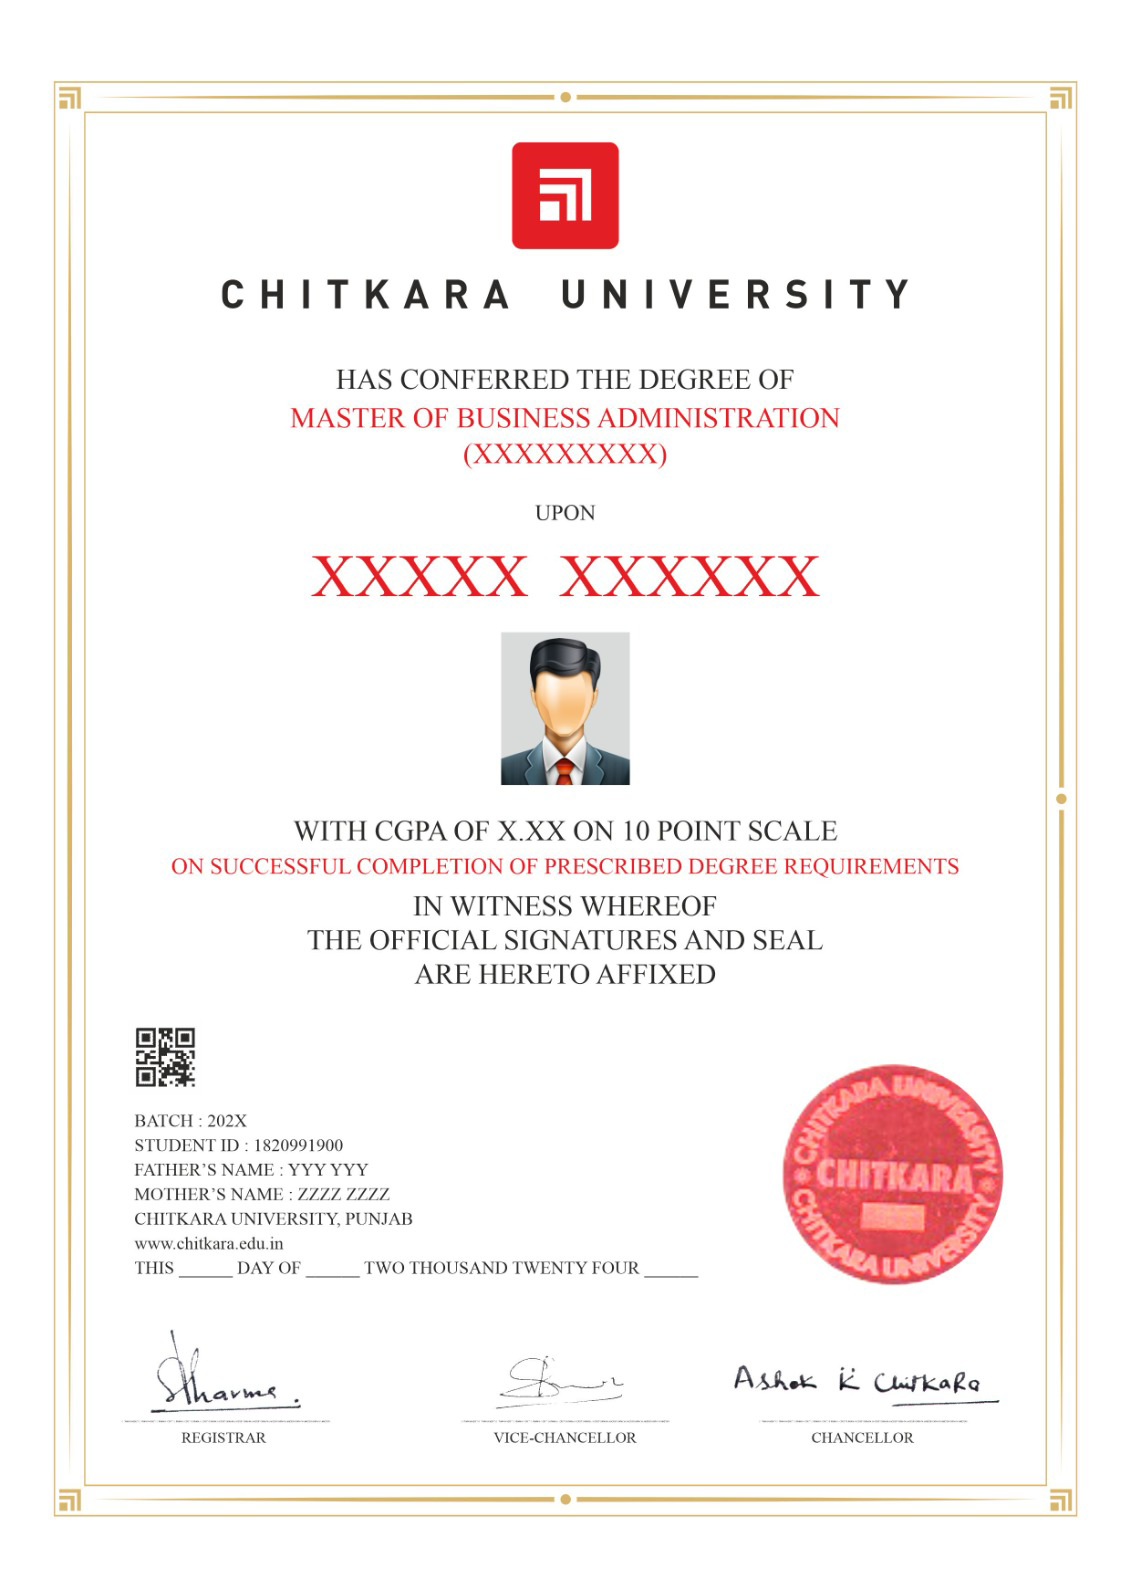 CHITKARA UNIVERSITY
HAS CONFERRED THE DEGREE OF
MASTER OF BUSINESS ADMINISTRATION
(XXXXXXXXX)
UPON
XXXXX XXXXXX
WITH CGPA OF X.XX ON 10 POINT SCALE
ON SUCCESSFUL COMPLETION OF PRESCRIBED DEGREE REQUIREMENTS
IN WITNESS WHEREOF
THE OFFICIAL SIGNATURES AND SEAL
ARE HERETO AFFIXED
BATCH : 202X
STUDENT ID : 1820991900
FATHER’S NAME : YYY YYY
MOTHER’S NAME : ZZZZ ZZZZ
CHITKARA UNIVERSITY, PUNJAB
www.chitkara.edu.in
THIS ______ DAY OF ______ TWO THOUSAND TWENTY FOUR ______
CHITKARA UNIVERSITY
CHITKARA
CHITKARA UNIVERSITY
Sharma
Ashok K Chitkara
REGISTRAR
VICE-CHANCELLOR
CHANCELLOR